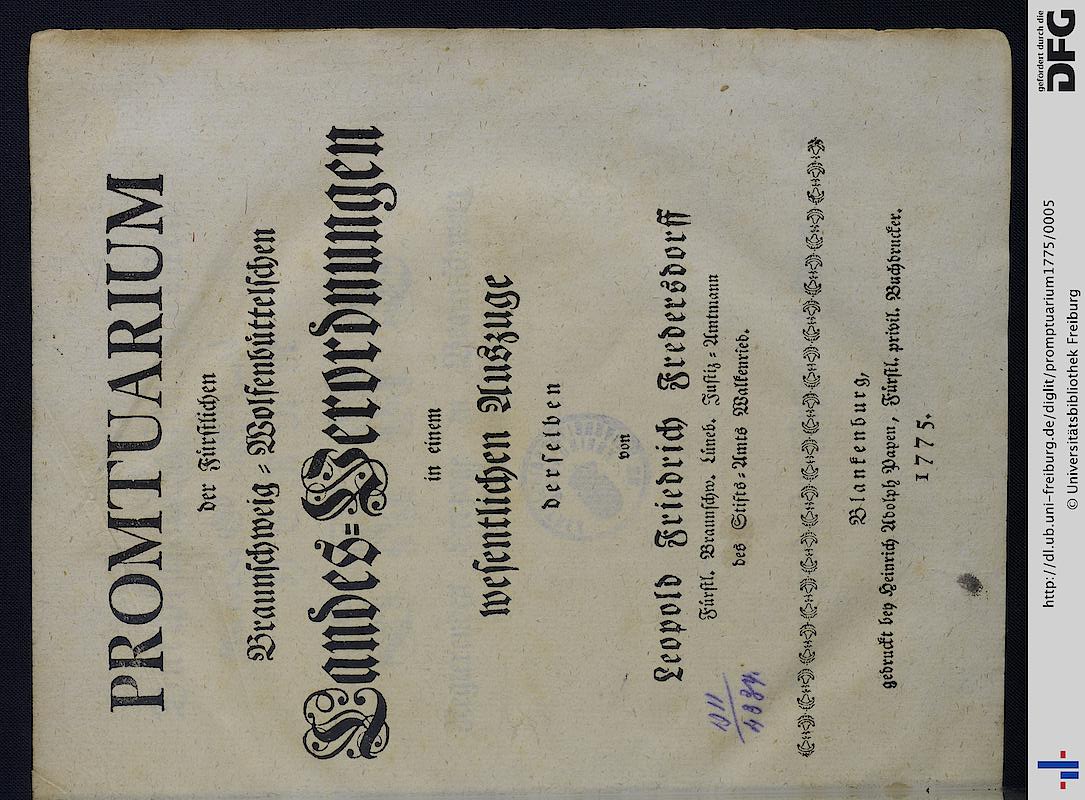 PROMTUARIUM
der Fürstlichen
Braunschweig=Wolfenbüttelschen
Landes=Verordnungen
in einem
wesentlichen Auszuge
derselben
von
Leopold Friedrich Fredersdorff
Fürstl. Braunschw. Lüneb. Justiz=Amtmann
des Stifts=Amts Walkenried.
Blankenburg,
gedruckt bey Heinrich Adolph Papen, Fürstl. privil. Buchdrucker.
1775.
http://dl.ub.uni-freiburg.de/diglit/promptuarium1775/0005
© Universitätsbibliothek Freiburg
gefördert durch die
DFG